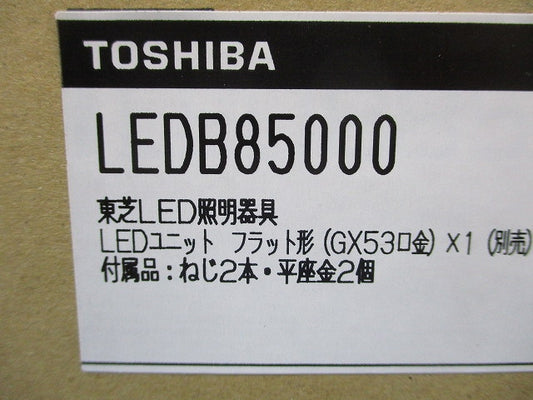 TOSHIBA
LEDB85000
東芝LED照明器具
LEDユニット フラット形 (GX53口金) ×1 (別売)
付属品：ねじ2本・平座金2個